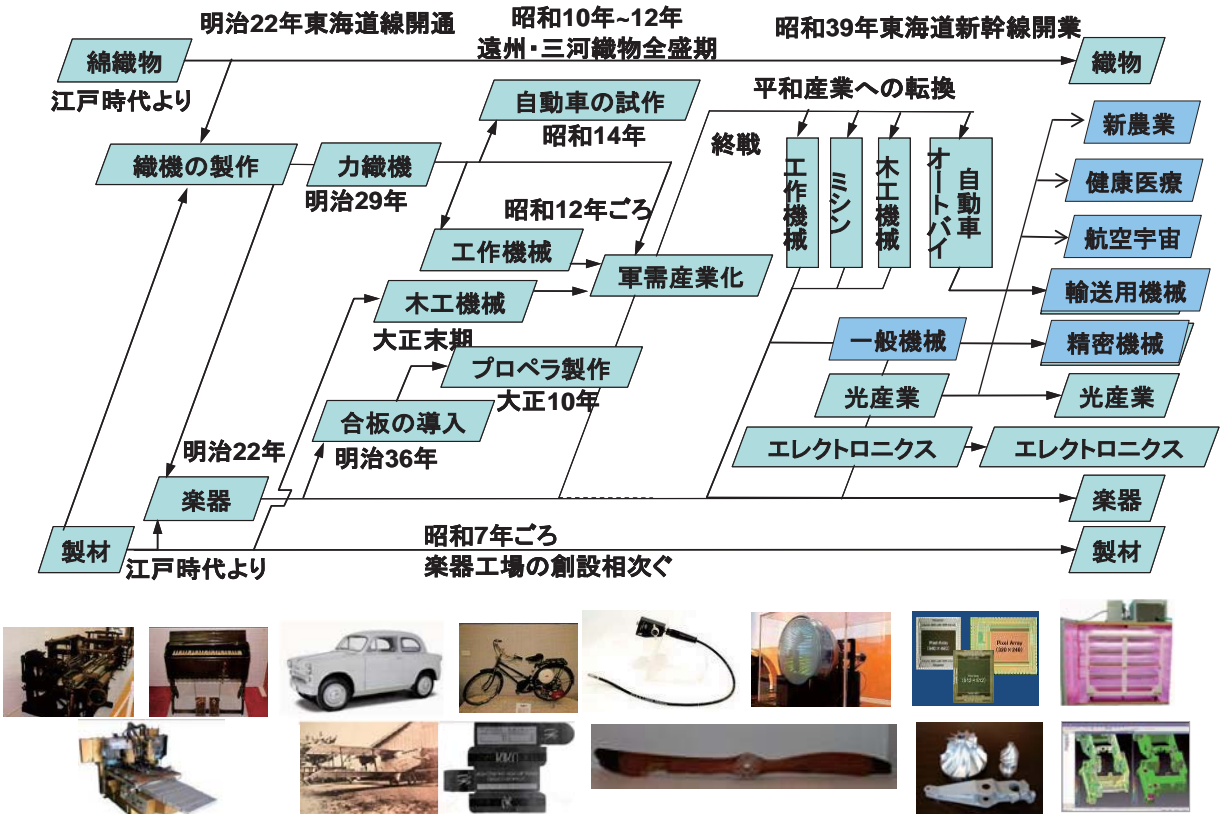 明治22年東海道線開通
昭和10年~12年
遠州・三河織物全盛期
昭和39年東海道新幹線開業
綿織物
江戸時代より
織物
自動車の試作
昭和14年
平和産業への転換
終戦
新農業
織機の製作
力織機
明治29年
工作機械
ミシン
木工機械
オートバイ
自動車
健康医療
昭和12年ごろ
工作機械
航空宇宙
軍需産業化
木工機械
大正末期
輸送用機械
一般機械
精密機械
プロペラ製作
大正10年
光産業
光産業
合板の導入
明治36年
エレクトロニクス
エレクトロニクス
明治22年
楽器
楽器
製材
江戸時代より
昭和7年ごろ
楽器工場の創設相次ぐ
製材
Pixel Array
Pixel Array
(320×240)